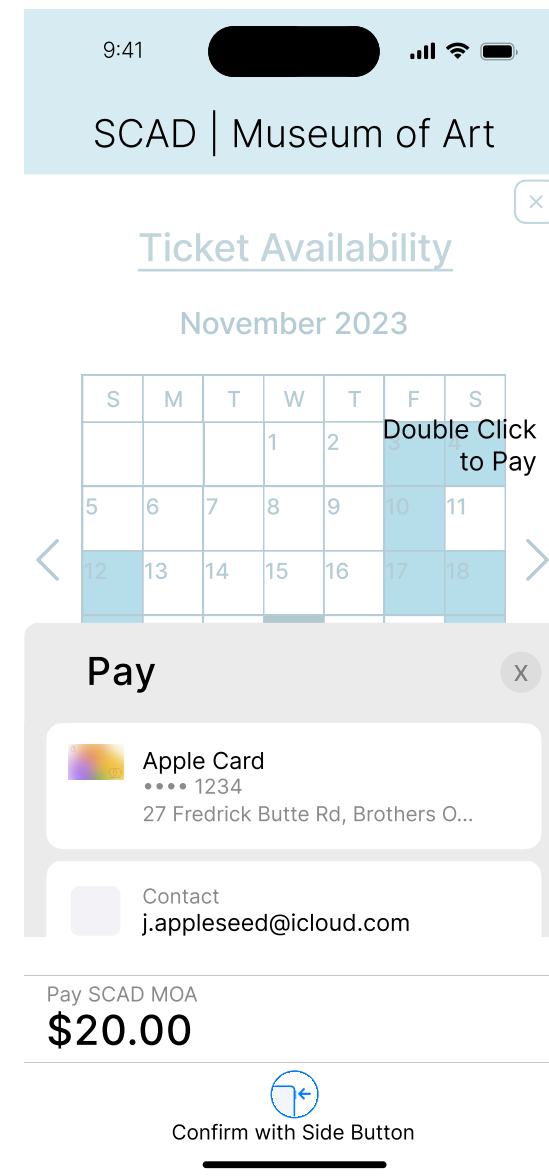 9:41
SCAD | Museum of Art
Ticket Availability
November 2023
S M T W T F S
Double Click
to Pay
1 2 3 4
5 6 7 8 9 10 11
12 13 14 15 16 17 18
Pay
X
Apple Card
•••• 1234
27 Fredrick Butte Rd, Brothers O...
Contact
j.appleseed@icloud.com
Pay SCAD MOA
$20.00
Confirm with Side Button